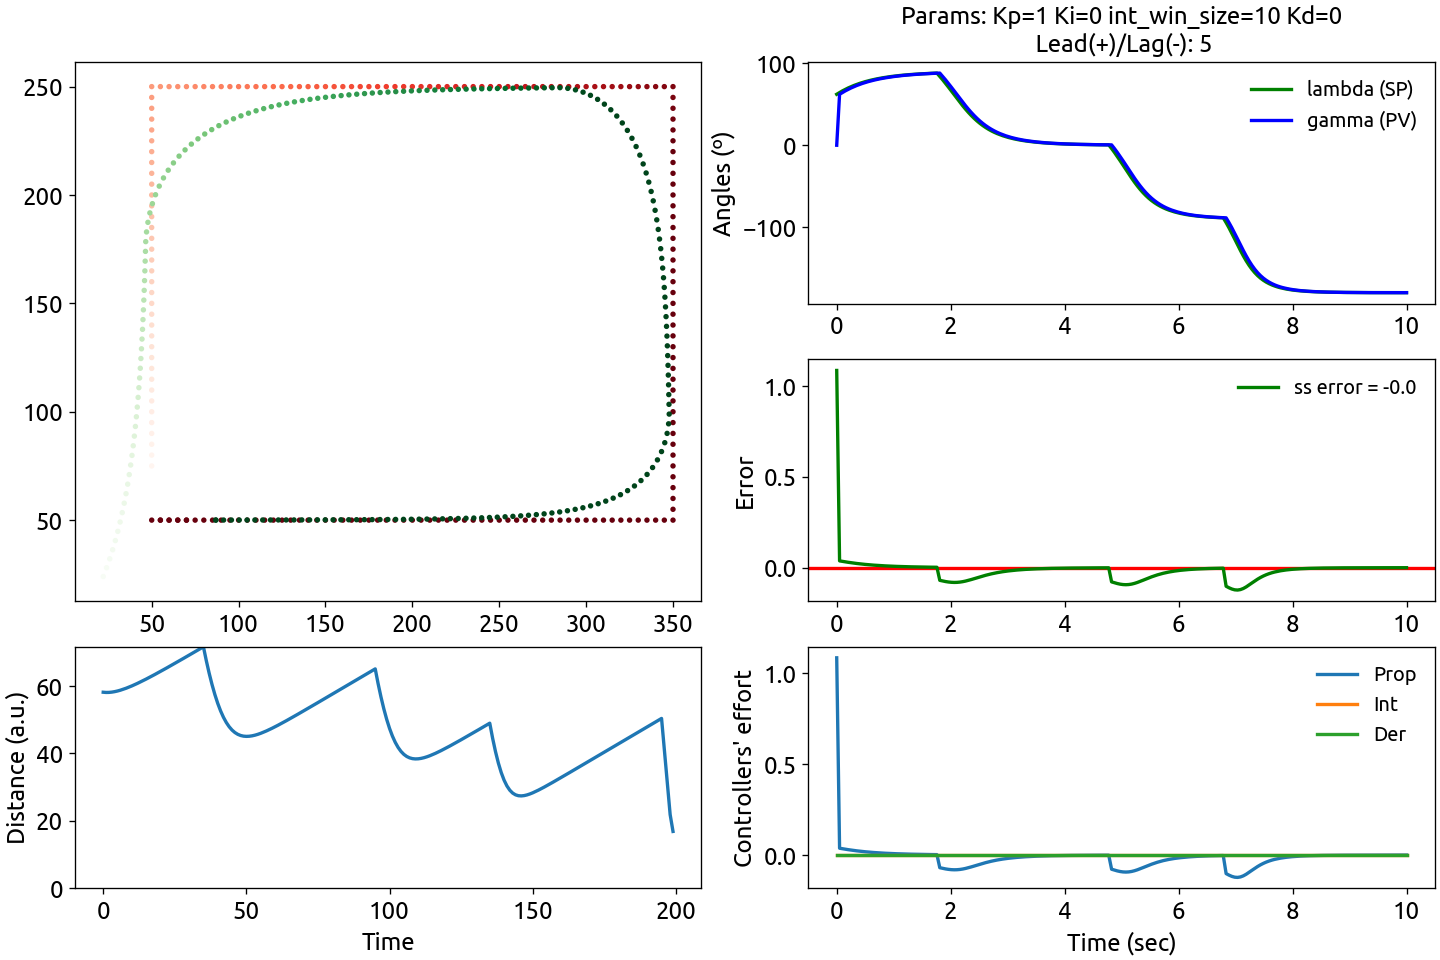 Params: Kp=1 Ki=0 int_win_size=10 Kd=0
Lead(+)/Lag(-): 5
250
200
150
100
50
50 100 150 200 250 300 350
Angles (º)
100
0
−100
lambda (SP)
gamma (PV)
0 2 4 6 8 10
Error
1.0
0.5
0.0
ss error = -0.0
0 2 4 6 8 10
Distance (a.u.)
60
40
20
0
0 50 100 150 200
Time
Controllers' effort
1.0
0.5
0.0
Prop
Int
Der
0 2 4 6 8 10
Time (sec)